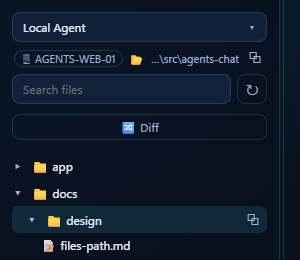 Local Agent
AGENTS-WEB-01 ...\src\agents-chat
Search files
Diff
app
docs
design
files-path.md